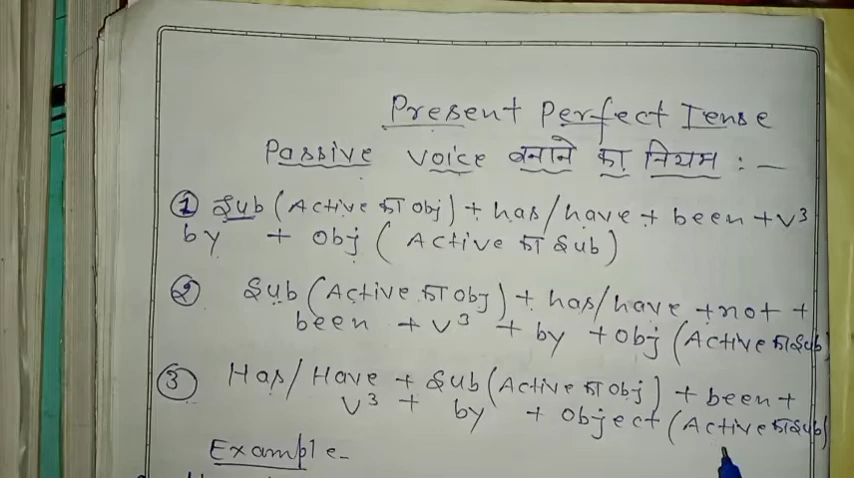 Present Perfect Tense
Passive voice बनाने का नियम : —
① Sub (Active का obj) + has/have + been + v³
by + obj ( Active का Sub)
② Sub (Active का obj) + has/have + not +
been + v³ + by + obj (Active का Sub)
③ Has/Have + Sub (Active का obj) + been +
v³ + by + object (Active का Sub)
Example-